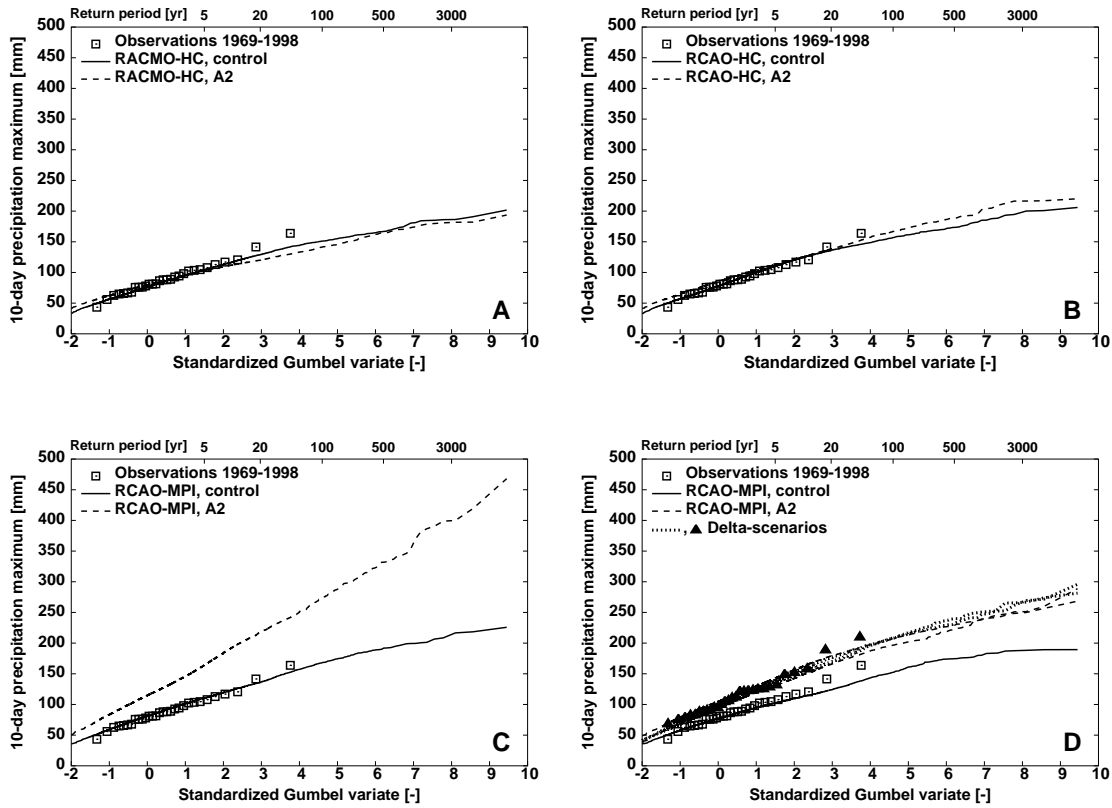 Return period [yr] 5 20 100 500 3000
500
450
400
350
300
250
200
150
100
50
0
10-day precipitation maximum [mm]
Observations 1969-1998
RACMO-HC, control
RACMO-HC, A2
A
-2 -1 0 1 2 3 4 5 6 7 8 9 10
Standardized Gumbel variate [-]
Return period [yr] 5 20 100 500 3000
500
450
400
350
300
250
200
150
100
50
0
10-day precipitation maximum [mm]
Observations 1969-1998
RCAO-HC, control
RCAO-HC, A2
B
-2 -1 0 1 2 3 4 5 6 7 8 9 10
Standardized Gumbel variate [-]
Return period [yr] 5 20 100 500 3000
500
450
400
350
300
250
200
150
100
50
0
10-day precipitation maximum [mm]
Observations 1969-1998
RCAO-MPI, control
RCAO-MPI, A2
C
-2 -1 0 1 2 3 4 5 6 7 8 9 10
Standardized Gumbel variate [-]
Return period [yr] 5 20 100 500 3000
500
450
400
350
300
250
200
150
100
50
0
10-day precipitation maximum [mm]
Observations 1969-1998
RCAO-MPI, control
RCAO-MPI, A2
, Delta-scenarios
D
-2 -1 0 1 2 3 4 5 6 7 8 9 10
Standardized Gumbel variate [-]